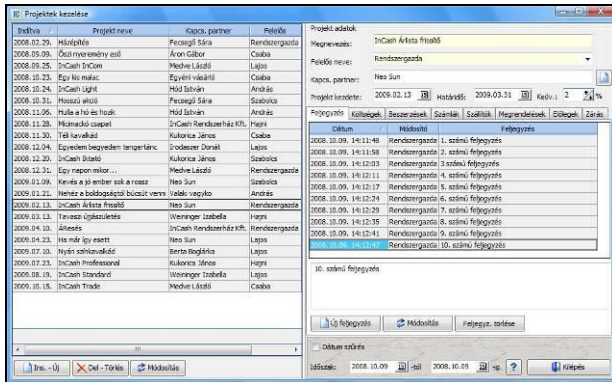 Projektek kezelése
Indítva Projekt neve Kapcs. partner Felelős
2008.02.29. Házépítés Fecsegő Sára Rendszergazda
2008.09.09. Őszi nyeremény eső Áron Gábor Csaba
2008.09.25. InCash InCom Medve László Lajos
2008.10.23. Egy kis malac Egyéni vásárló Csaba
2008.10.24. InCash Light Hód István András
2008.10.31. Hosszú akció Fecsegő Sára Szabolcs
2008.11.06. Hulla a hó és hozik Hód István András
2008.11.28. Micimackó csapat InCash Rendszerház Kft. Hajni
2008.11.30. Téli kavalkád Kukorica János Csaba
2008.12.04. Egyedem begyedem tengertánc Irodaszer Donát Lajos
2008.12.20. InCash Iktató Kukorica János Szabolcs
2008.12.31. Egy napon mikor... Medve László Rendszergazda
2009.01.09. Kevés a jó ember sok a rossz Neo Sun Szabolcs
2009.01.21. Nehéz a boldogságtól búcsút venni Valaki vagyko András
2009.02.13. InCash Árlista frissítő Neo Sun Rendszergazda
2009.03.13. Tavaszi újjászületés Weininger Izabella Hajni
2009.04.10. ÁResés InCash Rendszerház Kft. Rendszergazda
2009.04.23. Ha már így esett Neo Sun Lajos
2009.07.10. Nyári színkavalkád Berta Boglárka Lajos
2009.07.23. InCash Professional Kukorica János Hajni
2009.08.19. InCash Standard Weininger Izabella Lajos
2009.10.15. InCash Trade Medve László Csaba
Ins. - Új Del - Törlés Módosítás
Projekt adatok
Megnevezés: InCash Árlista frissítő
Felelős neve: Rendszergazda
Kapcs. partner: Neo Sun
Projekt kezdete: 2009.02.13 Határidő: 2009.03.31 Kedv.: 2 %
Feljegyzés Költségek Beszerzések Számlák Szállítók Megrendelések Előlegek Zárás
Dátum Módosító Feljegyzés
2008.10.09. 14:11:48 Rendszergazda 1. számú feljegyzés
2008.10.09. 14:11:58 Rendszergazda 2. számú feljegyzés
2008.10.09. 14:12:03 Rendszergazda 3 számú feljegyzés
2008.10.09. 14:12:11 Rendszergazda 4. számú feljegyzés
2008.10.09. 14:12:17 Rendszergazda 5. számú feljegyzés
2008.10.09. 14:12:24 Rendszergazda 6. számú feljegyzés
2008.10.09. 14:12:29 Rendszergazda 7. számú feljegyzés
2008.10.09. 14:12:35 Rendszergazda 8. számú feljegyzés
2008.10.09. 14:12:41 Rendszergazda 9. számú feljegyzés
2008.10.09. 14:12:47 Rendszergazda 10. számú feljegyzés
10. számú feljegyzés
Új feljegyzés Módosítás Feljegyz. törlése
Dátum szűrés
Időszak: 2008.10.09 -tól 2008.10.09 -ig. ? Kilépés